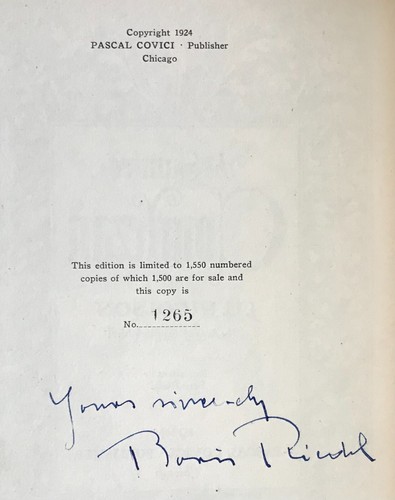 Copyright 1924
PASCAL COVICI · Publisher
Chicago
This edition is limited to 1,550 numbered
copies of which 1,500 are for sale and
this copy is
No. 1265
Yours sincerely
Boris Riedel